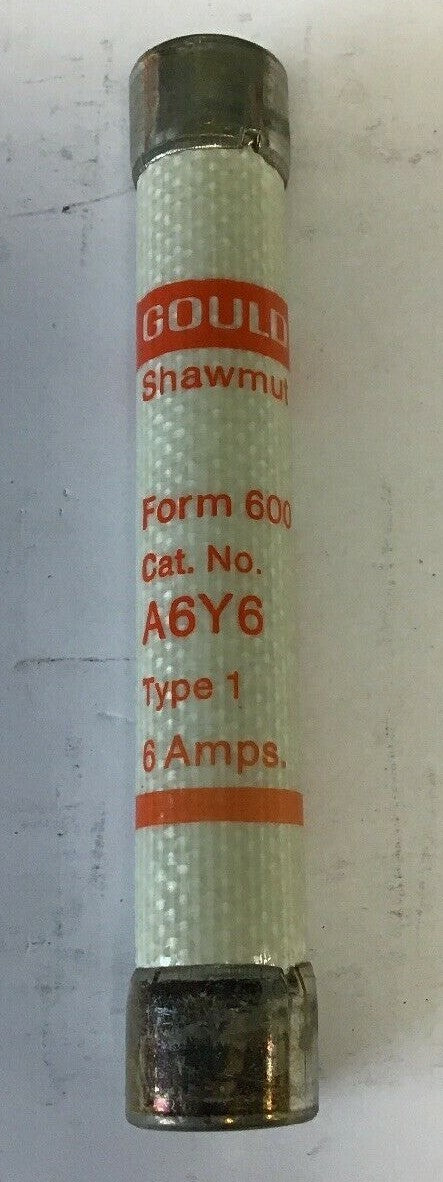 GOULD
Shawmut
Form 600
Cat. No.
A6Y6
Type 1
6 Amps.